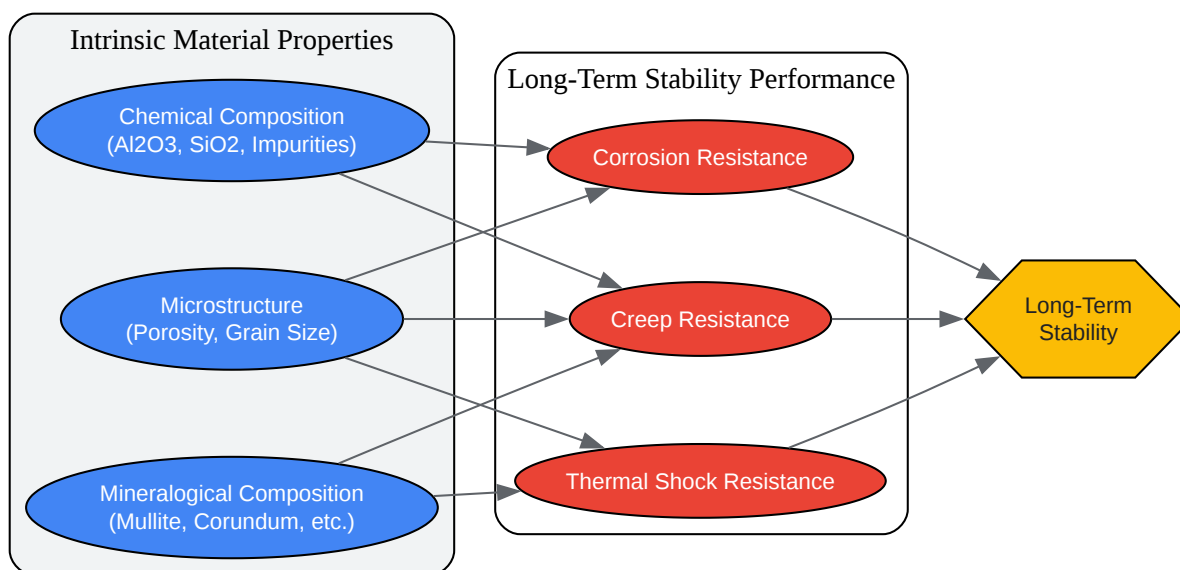 Intrinsic Material Properties
Chemical Composition
(Al2O3, SiO2, Impurities)
Microstructure
(Porosity, Grain Size)
Mineralogical Composition
(Mullite, Corundum, etc.)
Long-Term Stability Performance
Corrosion Resistance
Creep Resistance
Thermal Shock Resistance
Long-Term
Stability